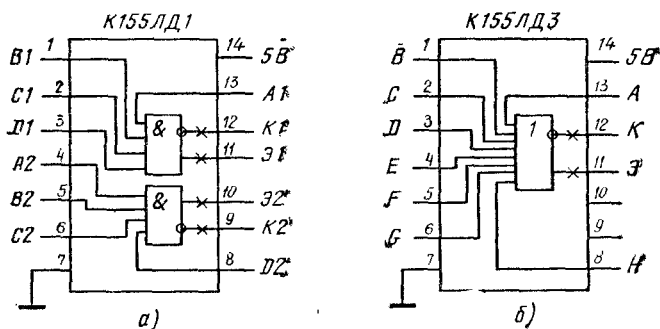 К155ЛД1
B1 1 14 5В
C1 2 13 A1
D1 3 & 12 K1
A2 4 11 Э1
B2 5 & 10 Э2
C2 6 9 K2
7 8 D2
а)
К155ЛД3
B 1 14 5В
C 2 13 A
D 3 1 12 K
E 4 11 Э
F 5 10
G 6 9
7 8 H
б)